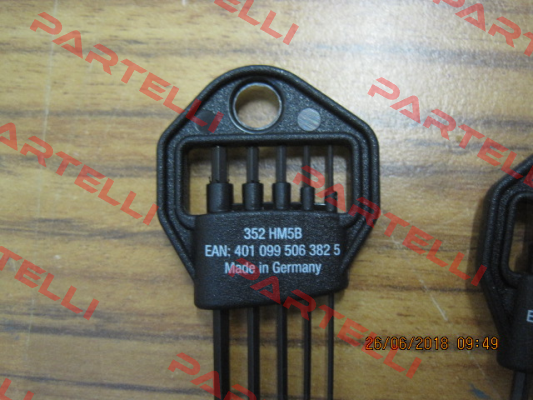 PARTELLI
PARTELLI
PARTELLI
PARTELLI
352 HM5B
EAN: 401 099 506 382 5
Made in Germany
PARTELLI
PARTELLI
26/06/2018 09:49